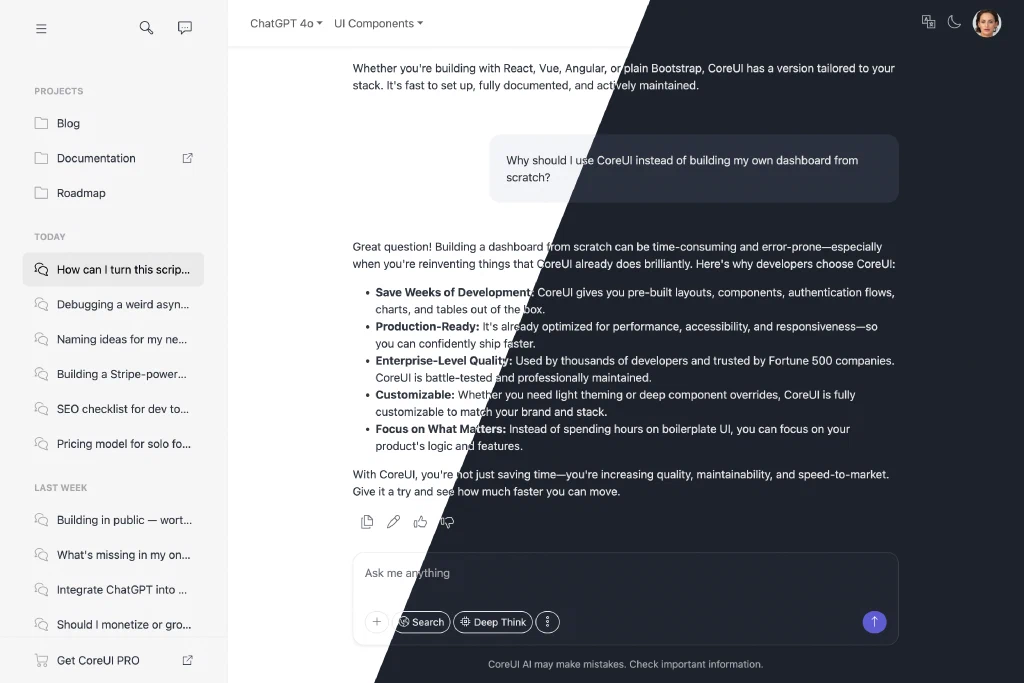 ChatGPT 4o
UI Components
PROJECTS
Blog
Documentation
Roadmap
TODAY
How can I turn this scrip...
Debugging a weird asyn...
Naming ideas for my ne...
Building a Stripe-power...
SEO checklist for dev to...
Pricing model for solo fo...
LAST WEEK
Building in public — wort...
What's missing in my on...
Integrate ChatGPT into ...
Should I monetize or gro...
Get CoreUI PRO
Whether you're building with React, Vue, Angular, or plain Bootstrap, CoreUI has a version tailored to your
stack. It's fast to set up, fully documented, and actively maintained.
Why should I use CoreUI instead of building my own dashboard from
scratch?
Great question! Building a dashboard from scratch can be time-consuming and error-prone—especially
when you're reinventing things that CoreUI already does brilliantly. Here's why developers choose CoreUI:
• Save Weeks of Development: CoreUI gives you pre-built layouts, components, authentication flows,
charts, and tables out of the box.
• Production-Ready: It's already optimized for performance, accessibility, and responsiveness—so
you can confidently ship faster.
• Enterprise-Level Quality: Used by thousands of developers and trusted by Fortune 500 companies.
CoreUI is battle-tested and professionally maintained.
• Customizable: Whether you need light theming or deep component overrides, CoreUI is fully
customizable to match your brand and stack.
• Focus on What Matters: Instead of spending hours on boilerplate UI, you can focus on your
product's logic and features.
With CoreUI, you're not just saving time—you're increasing quality, maintainability, and speed-to-market.
Give it a try and see how much faster you can move.
Ask me anything
Search
Deep Think
CoreUI AI may make mistakes. Check important information.